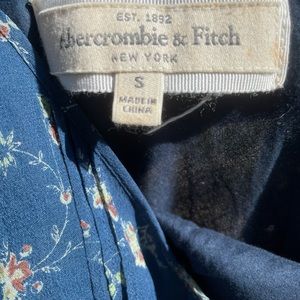 EST. 1892
Abercrombie & Fitch
NEW YORK
S
MADE IN
CHINA